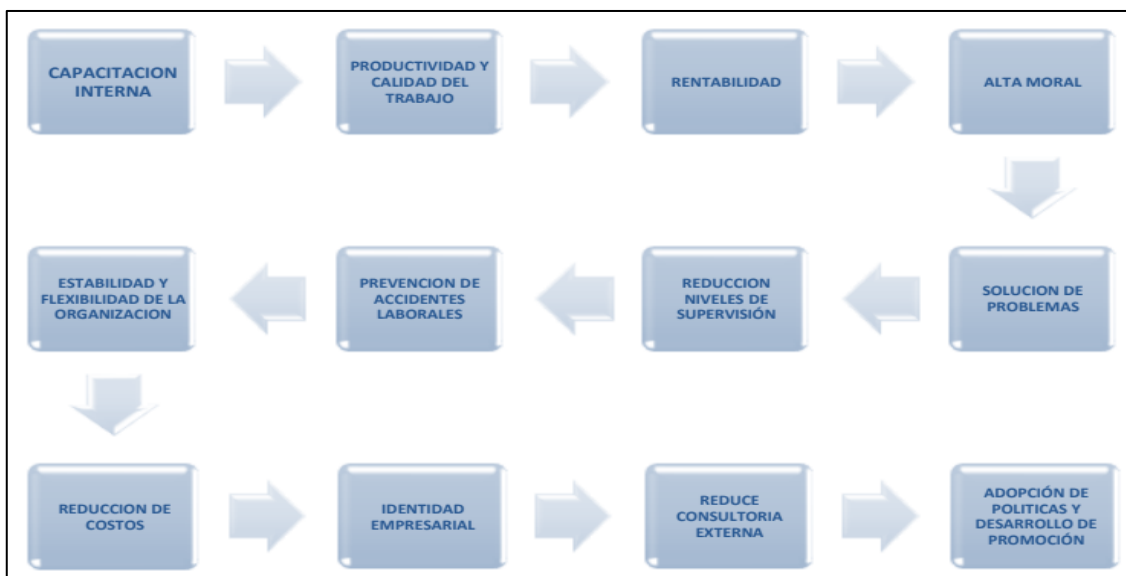 CAPACITACION
INTERNA
PRODUCTIVIDAD Y
CALIDAD DEL
TRABAJO
RENTABILIDAD
ALTA MORAL
SOLUCION DE
PROBLEMAS
REDUCCION
NIVELES DE
SUPERVISIÓN
PREVENCION DE
ACCIDENTES
LABORALES
ESTABILIDAD Y
FLEXIBILIDAD DE LA
ORGANIZACION
REDUCCION DE
COSTOS
IDENTIDAD
EMPRESARIAL
REDUCE
CONSULTORIA
EXTERNA
ADOPCIÓN DE
POLITICAS Y
DESARROLLO DE
PROMOCIÓN